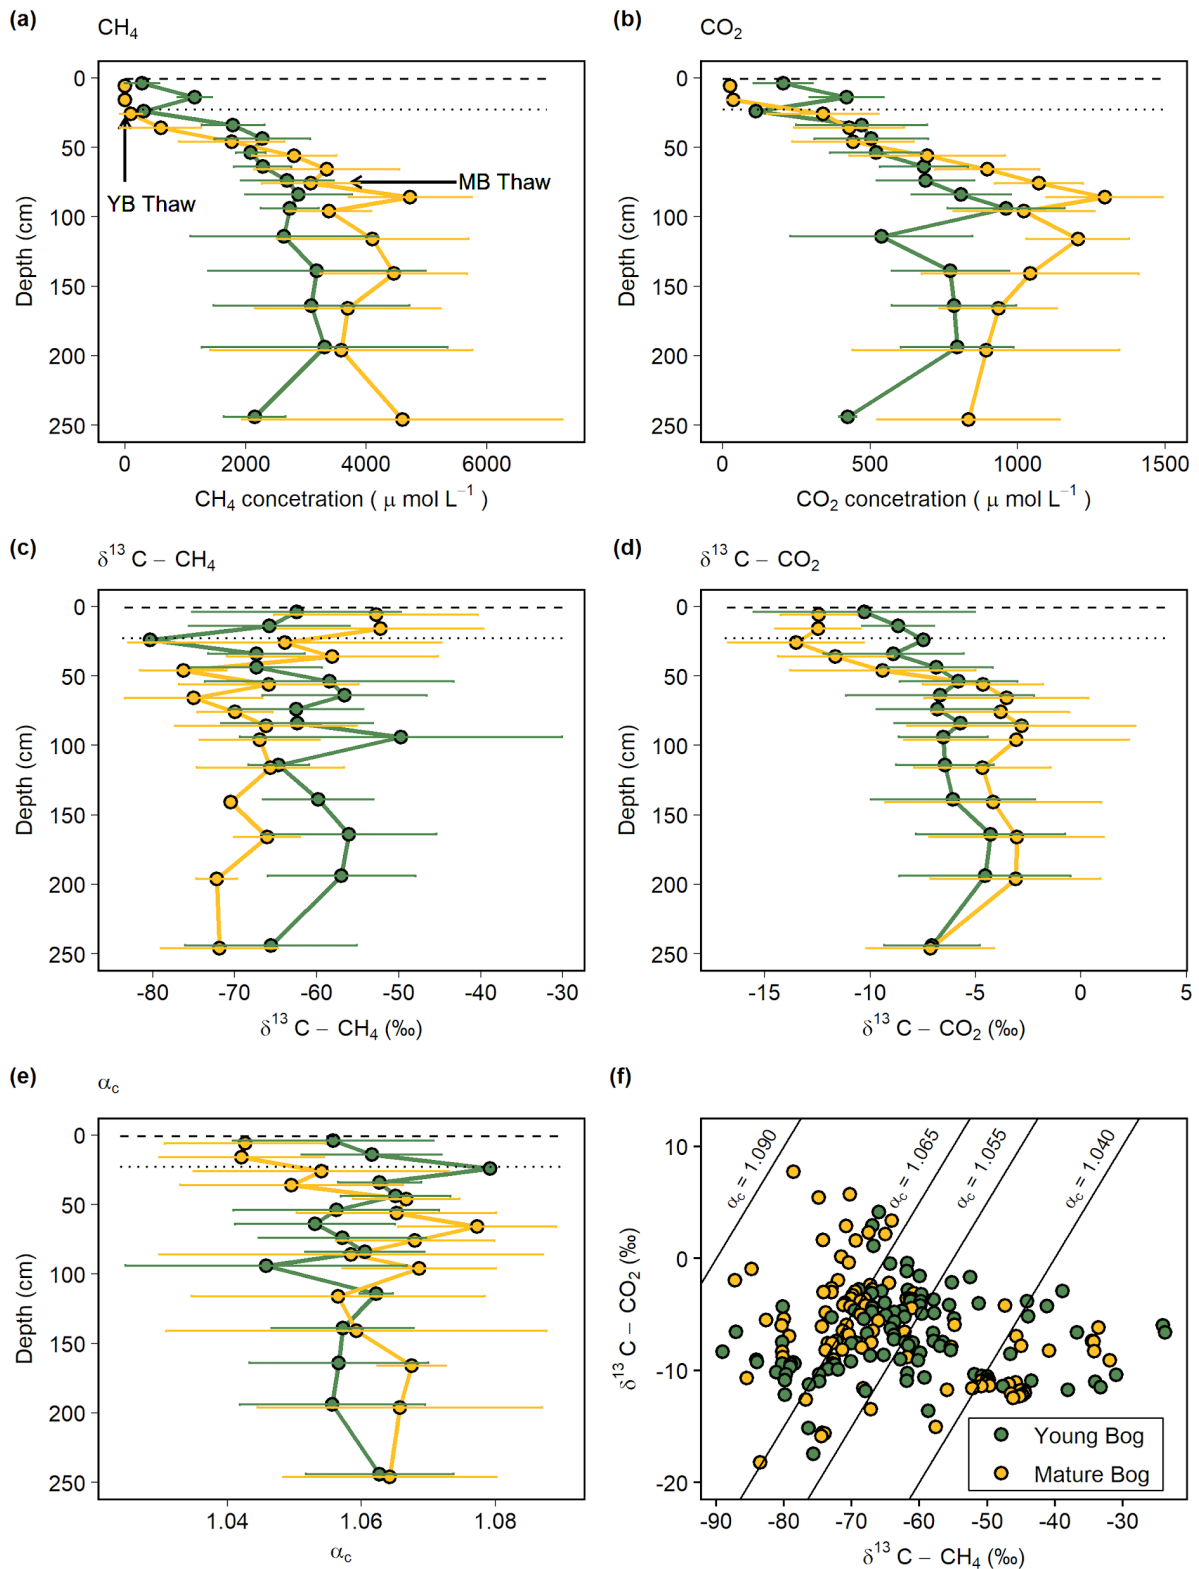 (a) CH₄
0
50
100
150
200
250
Depth (cm)
YB Thaw
MB Thaw
0 2000 4000 6000
CH₄ concetration ( μ mol L⁻¹ )
(b) CO₂
0
50
100
150
200
250
Depth (cm)
0 500 1000 1500
CO₂ concetration ( μ mol L⁻¹ )
(c) δ¹³ C – CH₄
0
50
100
150
200
250
Depth (cm)
-80 -70 -60 -50 -40 -30
δ¹³ C – CH₄ (‰)
(d) δ¹³ C – CO₂
0
50
100
150
200
250
Depth (cm)
-15 -10 -5 0 5
δ¹³ C – CO₂ (‰)
(e) αc
0
50
100
150
200
250
Depth (cm)
1.04 1.06 1.08
αc
(f)
10
0
-10
-20
δ¹³ C – CO₂ (‰)
αc = 1.090
αc = 1.065
αc = 1.055
αc = 1.040
Young Bog
Mature Bog
-90 -80 -70 -60 -50 -40 -30
δ¹³ C – CH₄ (‰)